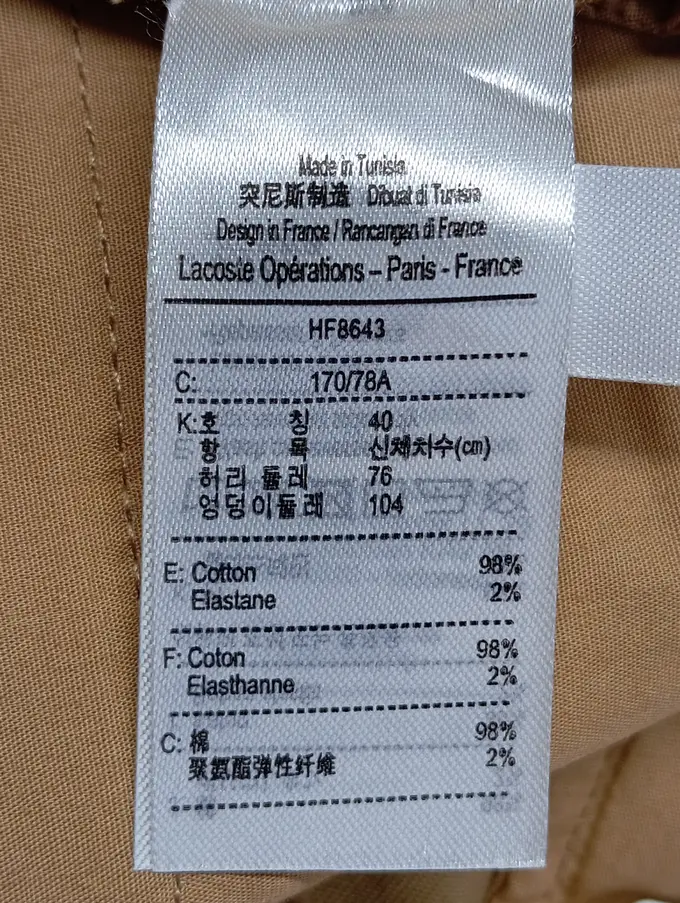 Made in Tunisia
突尼斯制造 Dibuat di Tunisia
Design in France / Rancangan di France
Lacoste Opérations – Paris - France
HF8643
C: 170/78A
K:호 칭 40
항 목 신체치수(cm)
허리 둘레 76
엉덩이둘레 104
E: Cotton 98%
Elastane 2%
F: Coton 98%
Elasthanne 2%
C: 棉 98%
聚氨酯弹性纤维 2%